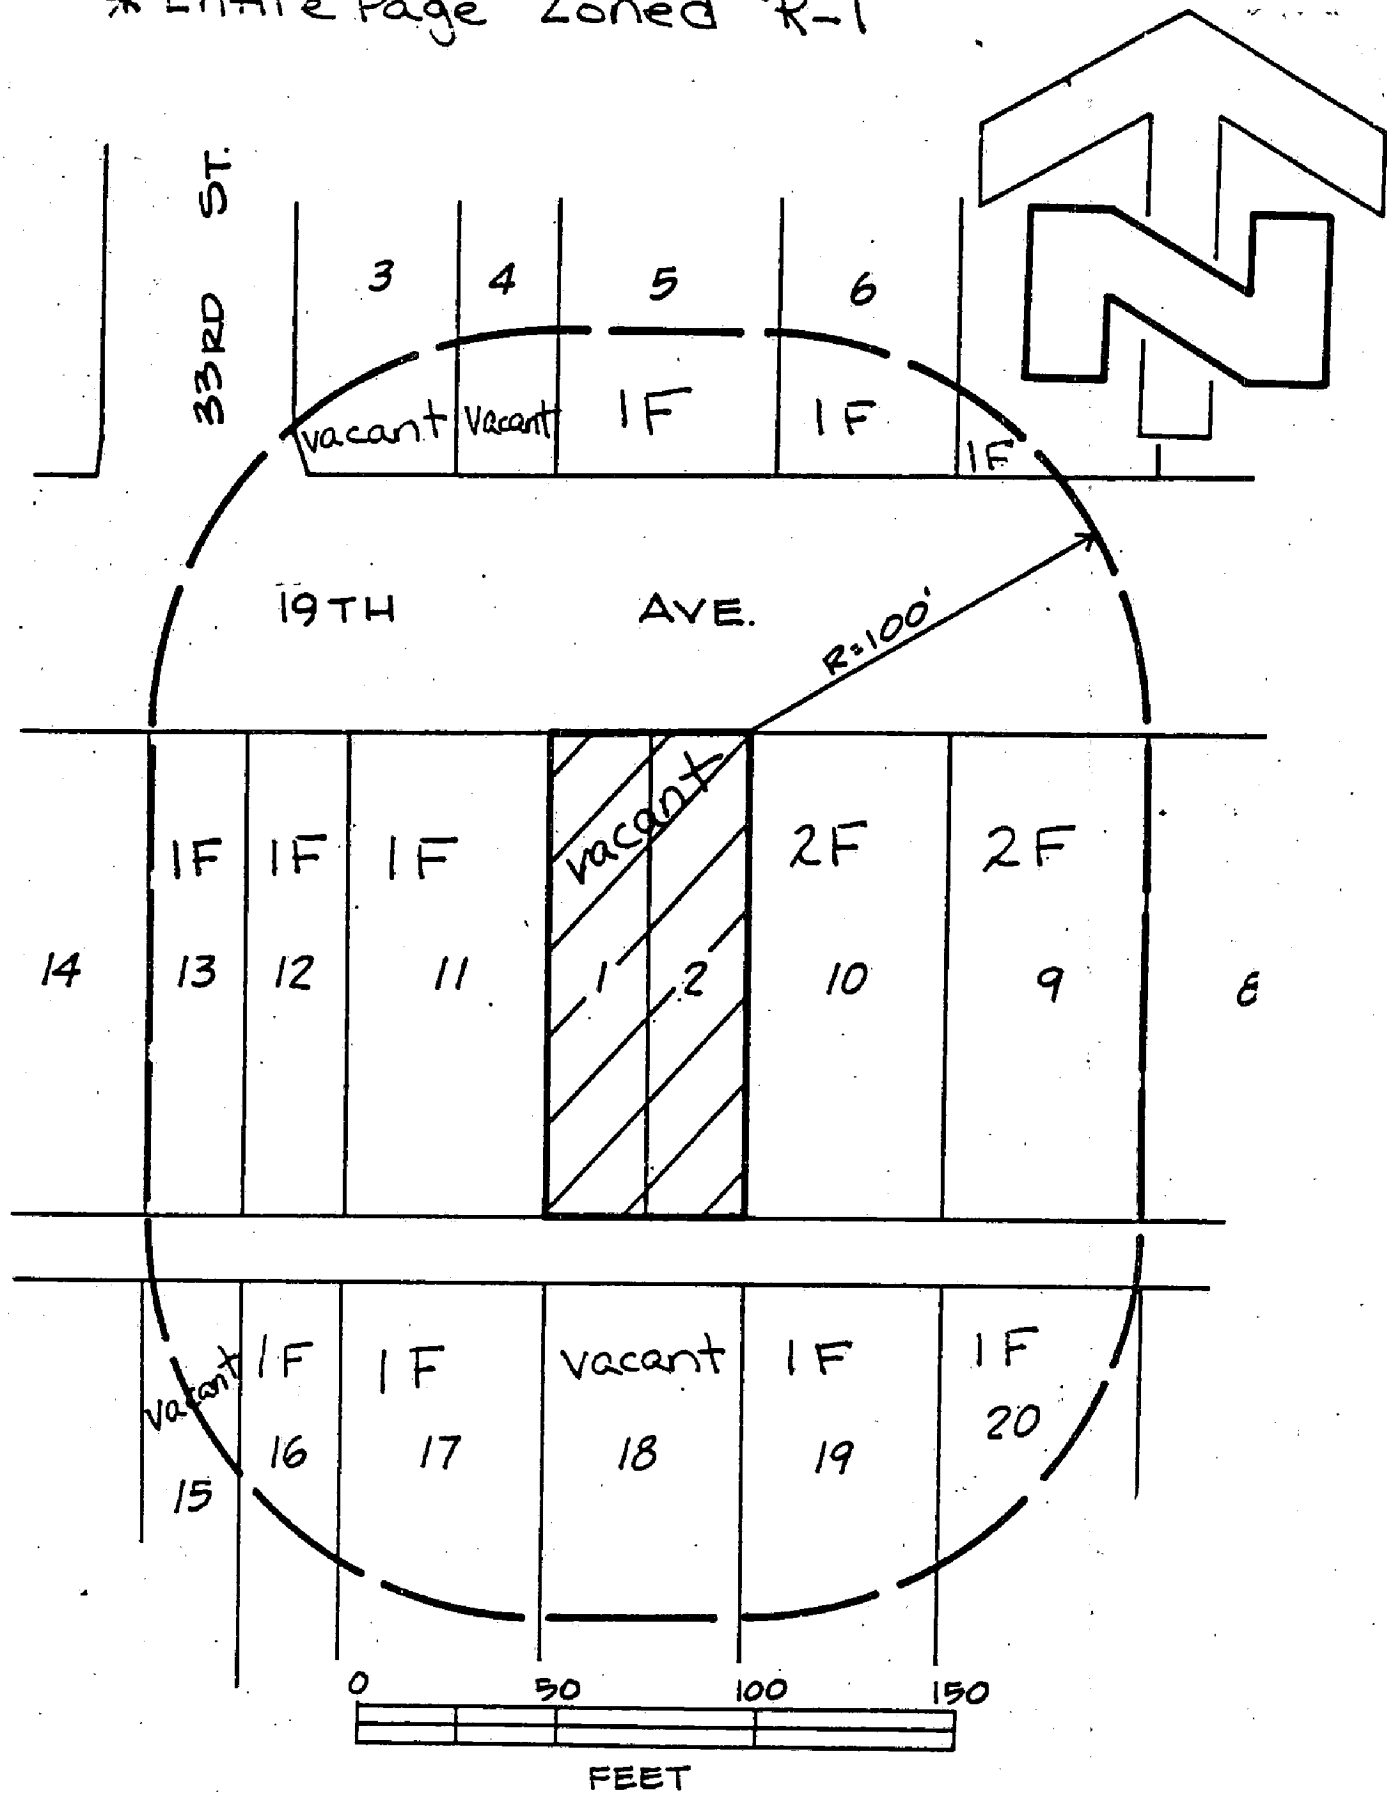 * Entire Page Zoned R-1
33RD ST.
3 4 5 6
vacant vacant 1F 1F 1F
N
19TH AVE.
R=100'
1F 1F 1F vacant 2F 2F
14 13 12 11 1 2 10 9 8
vacant 1F 1F vacant 1F 1F
15 16 17 18 19 20
0 50 100 150
FEET